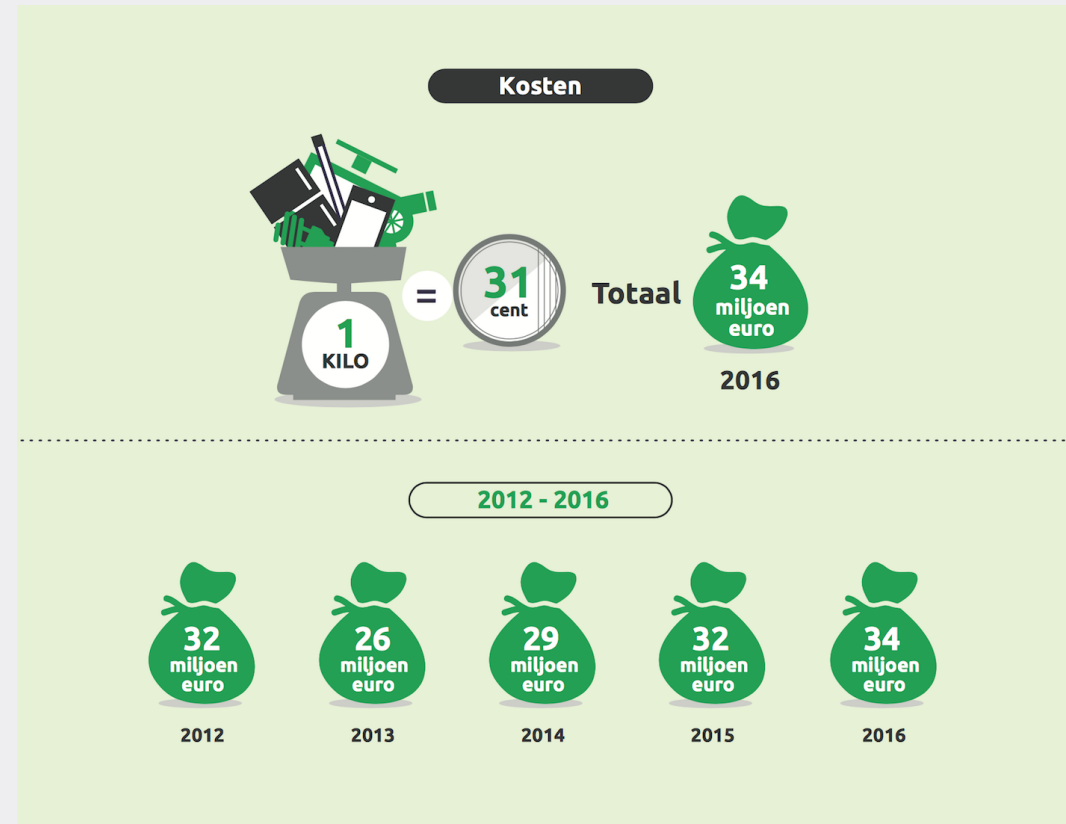 Kosten
1
KILO
=
31
cent
Totaal
34
miljoen
euro
2016
2012 - 2016
32
miljoen
euro
2012
26
miljoen
euro
2013
29
miljoen
euro
2014
32
miljoen
euro
2015
34
miljoen
euro
2016